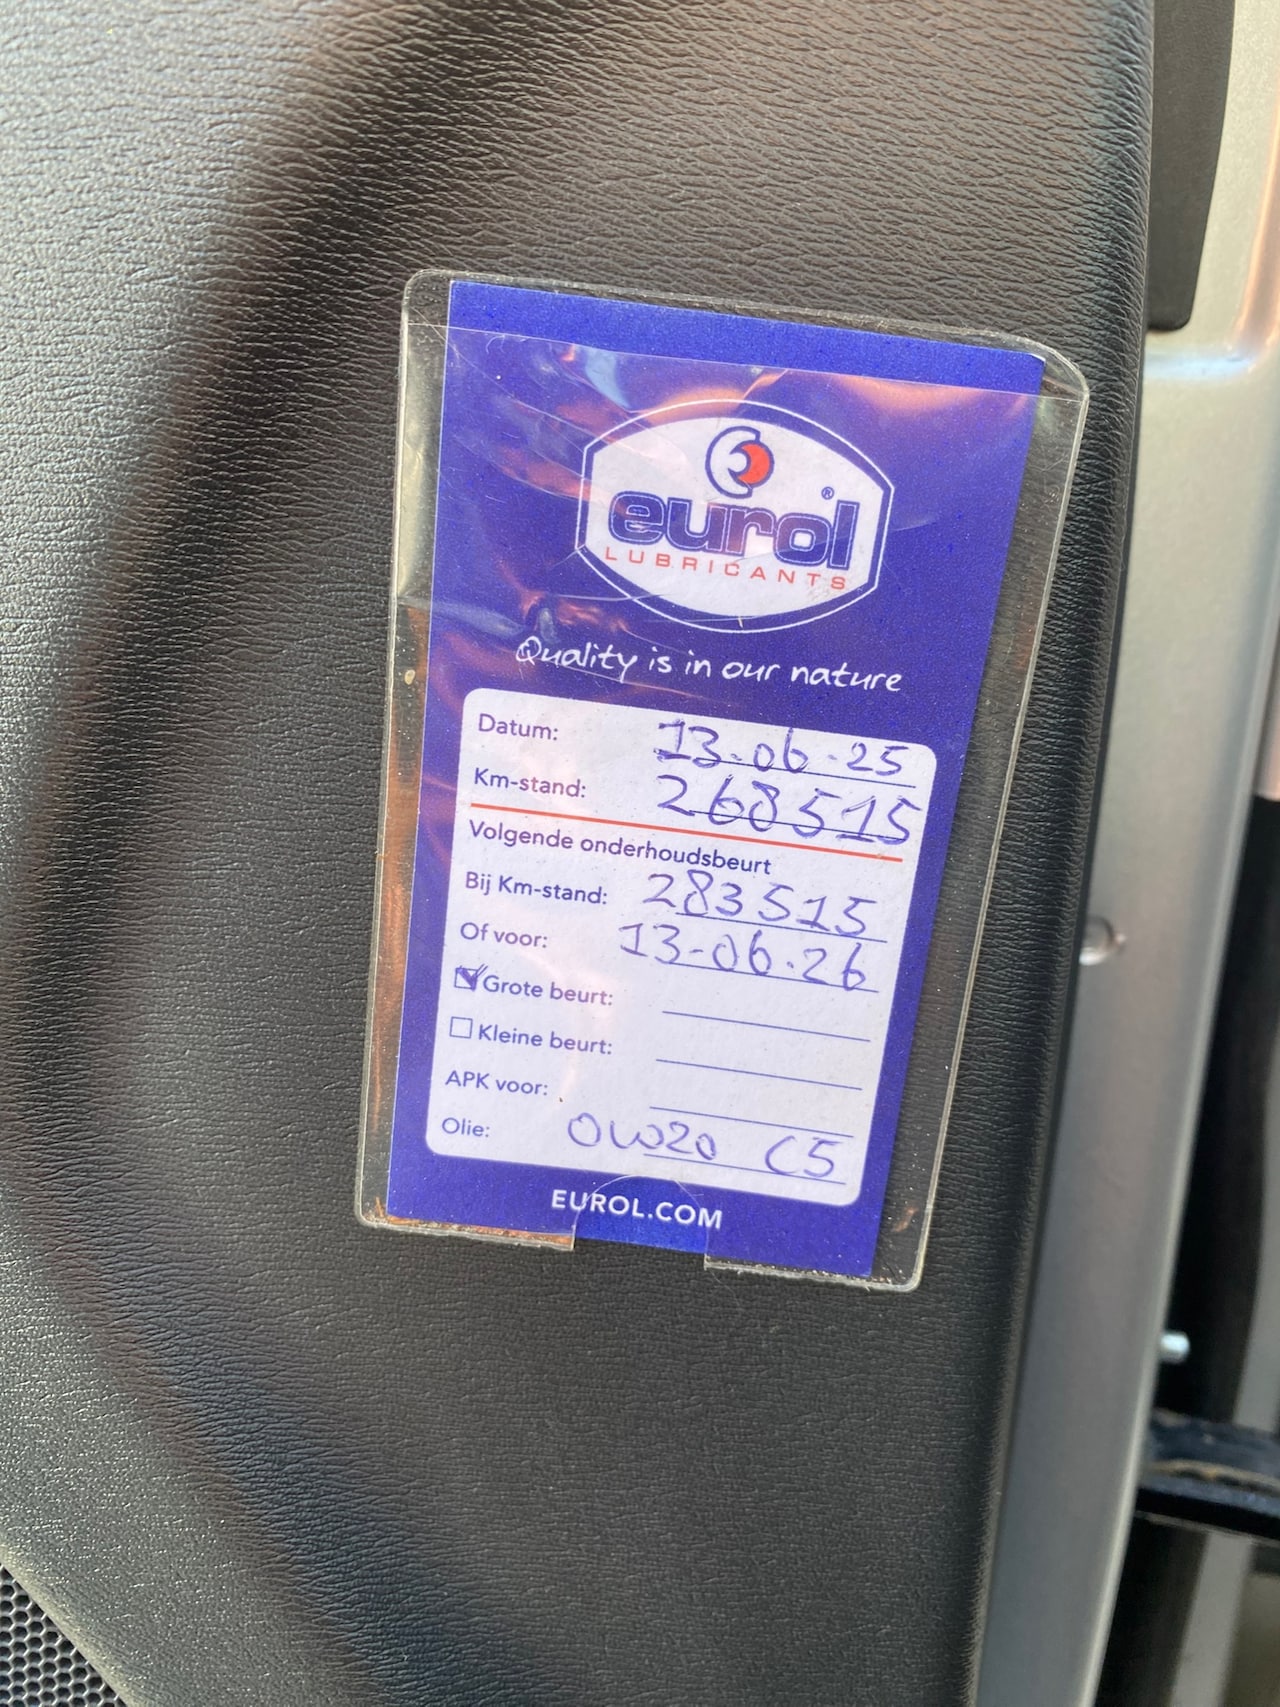 eurol®
LUBRICANTS
Quality is in our nature
Datum: 13-06-25
Km-stand: 268515
Volgende onderhoudsbeurt
Bij Km-stand: 283515
Of voor: 13-06-26
Grote beurt:
Kleine beurt:
APK voor:
Olie: 0W20 C5
EUROL.COM